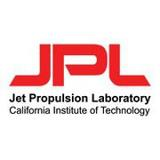 JPL
Jet Propulsion Laboratory
California Institute of Technology